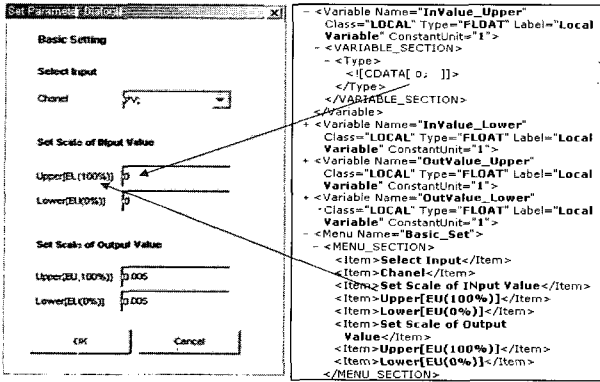 Set Parameter Dialog
Basic Setting
Select Input
Chanel
Set Scale of INput Value
Upper[EU(100%)]
0
Lower[EU(0%)]
0
Set Scale of Output Value
Upper[EU,100%)]
0.005
Lower[EU(0%)]
0.005
OK
Cancel
- <Variable Name="InValue_Upper"
Class="LOCAL" Type="FLOAT" Label="Local
Variable" ConstantUnit="1">
- <VARIABLE_SECTION>
- <Type>
<![CDATA[ 0; ]]>
</Type>
</VARIABLE_SECTION>
</Variable>
+ <Variable Name="InValue_Lower"
Class="LOCAL" Type="FLOAT" Label="Local
Variable" ConstantUnit="1">
+ <Variable Name="OutValue_Upper"
Class="LOCAL" Type="FLOAT" Label="Local
Variable" ConstantUnit="1">
+ <Variable Name="OutValue_Lower"
Class="LOCAL" Type="FLOAT" Label="Local
Variable" ConstantUnit="1">
- <Menu Name="Basic_Set">
- <MENU_SECTION>
<Item>Select Input</Item>
<Item>Chanel</Item>
<Item>Set Scale of INput Value</Item>
<Item>Upper[EU(100%)]</Item>
<Item>Lower[EU(0%)]</Item>
<Item>Set Scale of Output
Value</Item>
<Item>Upper[EU(100%)]</Item>
<Item>Lower[EU(0%)]</Item>
</MENU_SECTION>